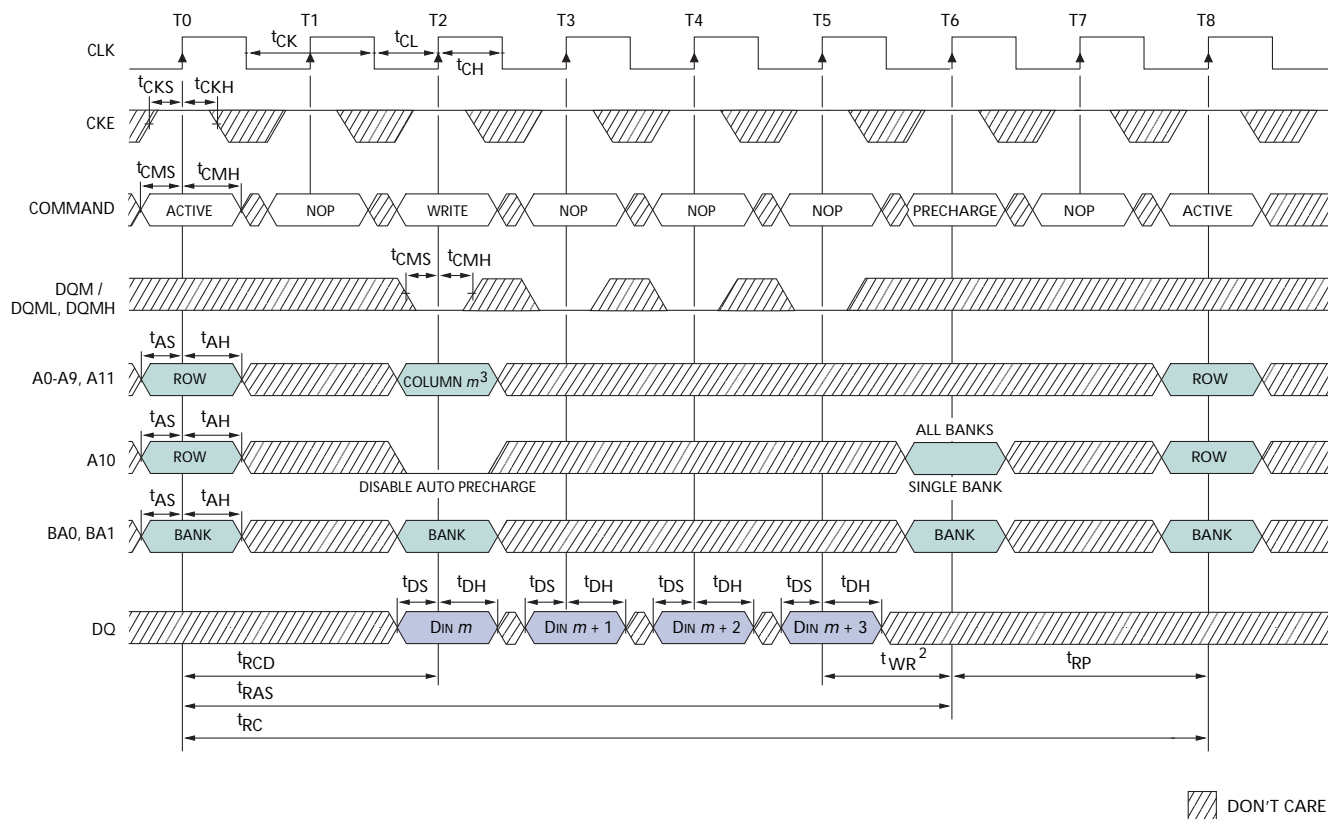 T0 T1 T2 T3 T4 T5 T6 T7 T8
CLK
tCK tCL
tCH
tCKS tCKH
CKE
tCMS tCMH
COMMAND ACTIVE NOP WRITE NOP NOP NOP PRECHARGE NOP ACTIVE
tCMS tCMH
DQM /
DQML, DQMH
tAS tAH
A0-A9, A11 ROW COLUMN m3 ROW
tAS tAH ALL BANKS
A10 ROW ROW
DISABLE AUTO PRECHARGE SINGLE BANK
tAS tAH
BA0, BA1 BANK BANK BANK BANK
tDS tDH tDS tDH tDS tDH tDS tDH
DQ DIN m DIN m + 1 DIN m + 2 DIN m + 3
tRCD tWR2 tRP
tRAS
tRC
DON'T CARE